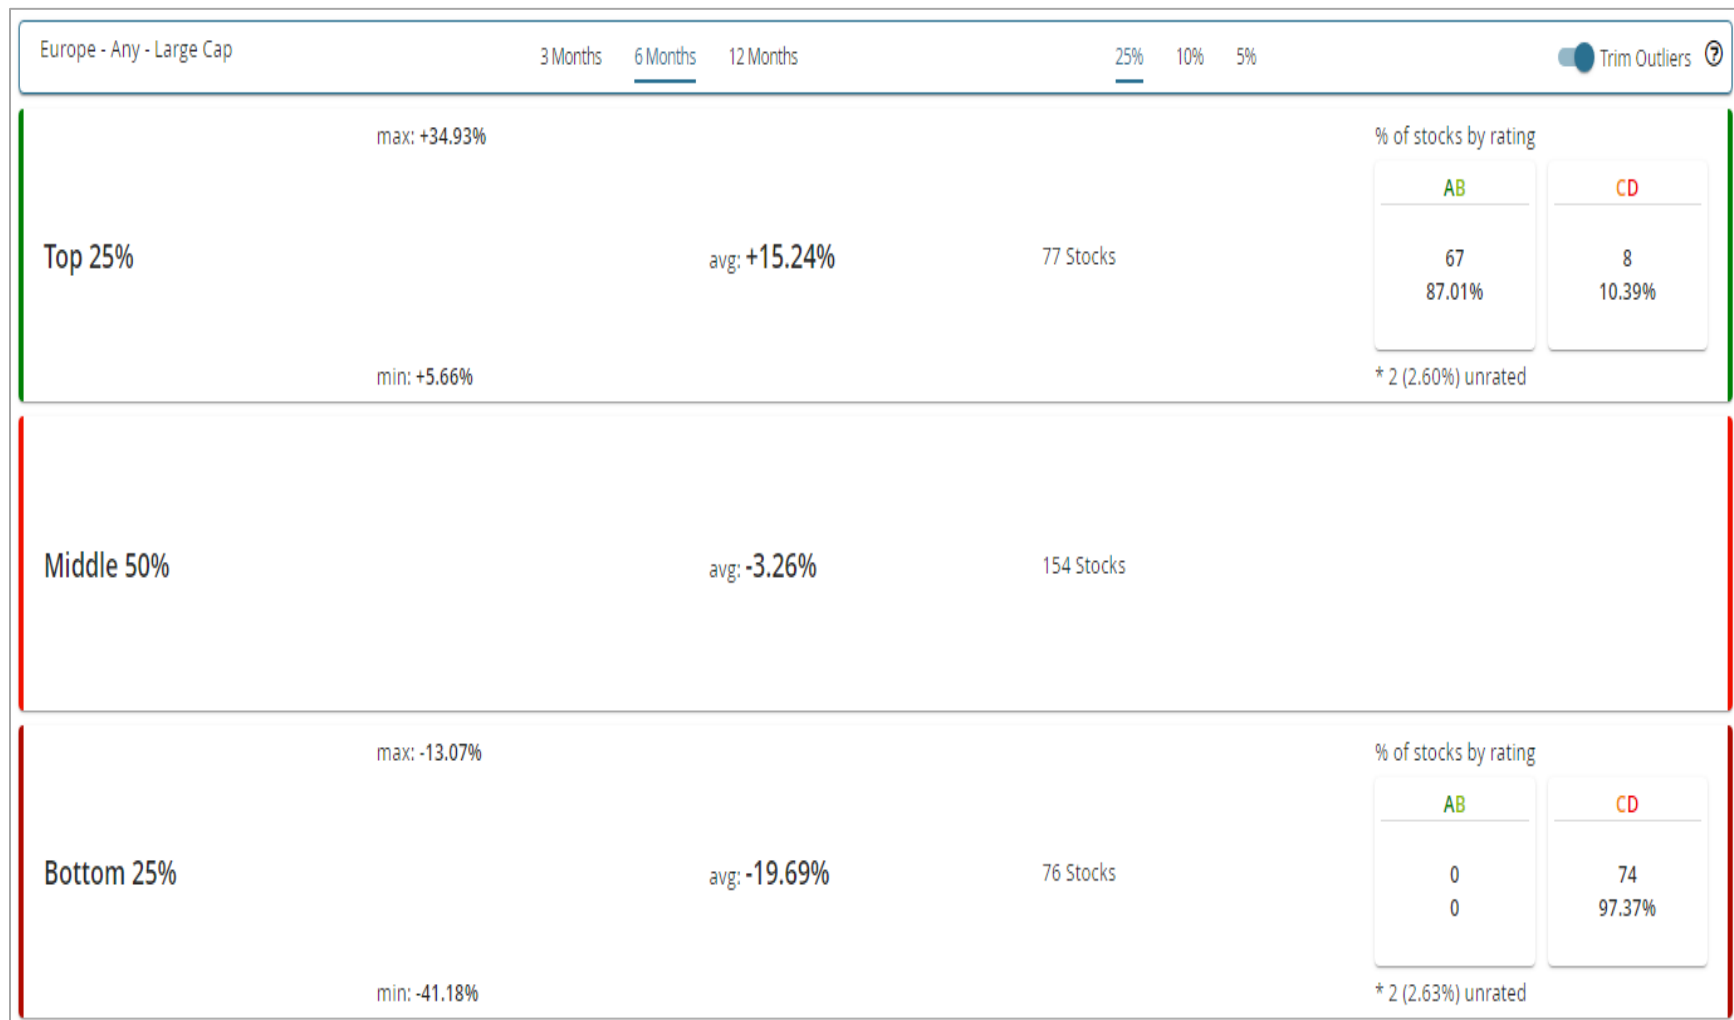 Europe - Any - Large Cap 3 Months 6 Months 12 Months 25% 10% 5% Trim Outliers ?
max: +34.93% % of stocks by rating
AB CD
Top 25% avg: +15.24% 77 Stocks 67 8
87.01% 10.39%
min: +5.66% * 2 (2.60%) unrated
Middle 50% avg: -3.26% 154 Stocks
max: -13.07% % of stocks by rating
AB CD
Bottom 25% avg: -19.69% 76 Stocks 0 74
0 97.37%
min: -41.18% * 2 (2.63%) unrated